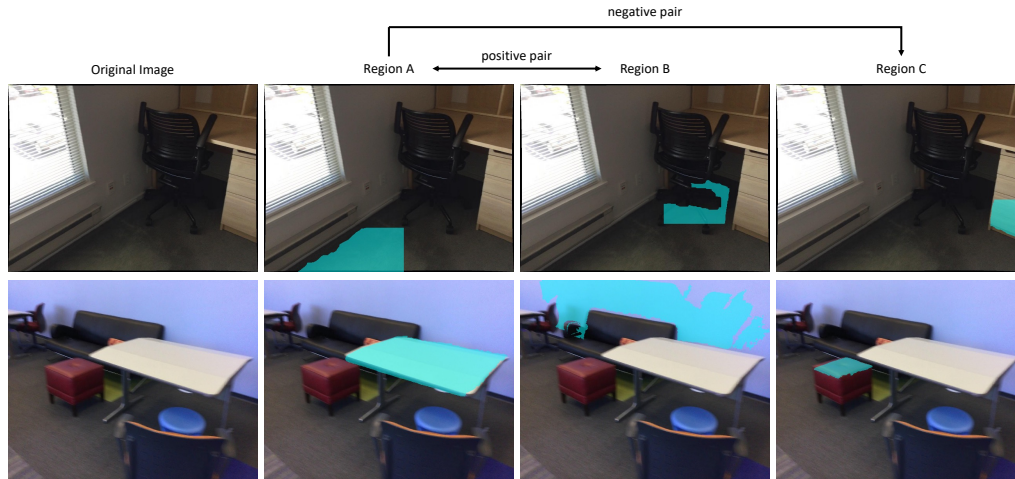 negative pair
positive pair
Original Image
Region A
Region B
Region C